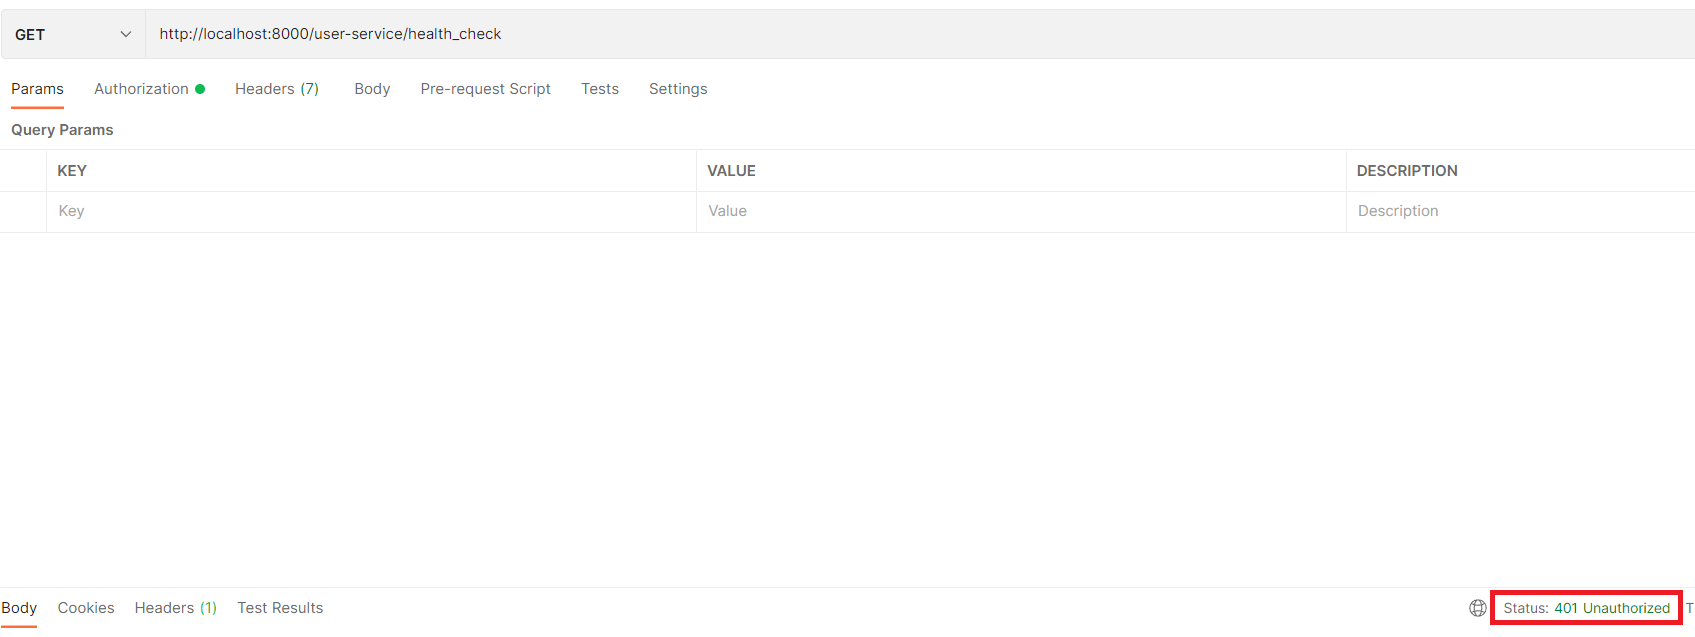 GET http://localhost:8000/user-service/health_check
Params Authorization Headers (7) Body Pre-request Script Tests Settings
Query Params
KEY VALUE DESCRIPTION
Key Value Description
Body Cookies Headers (1) Test Results Status: 401 Unauthorized T